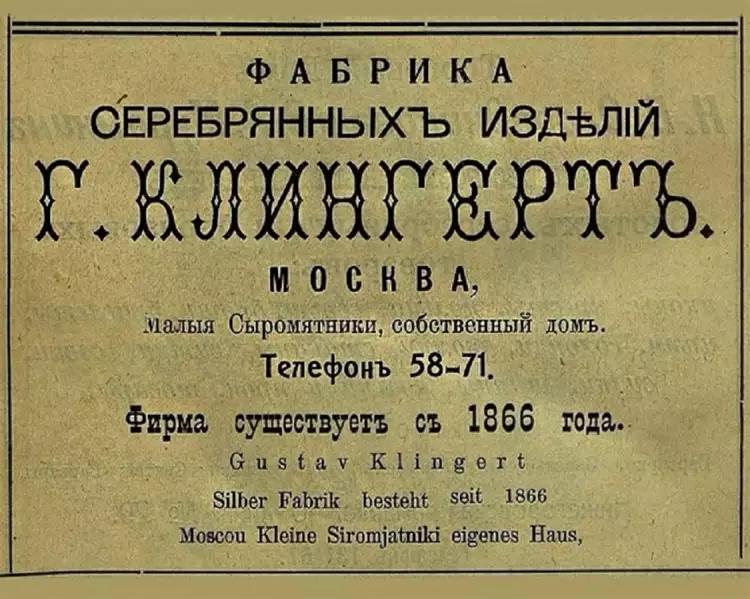 ФАБРИКА
СЕРЕБРЯННЫХЪ ИЗДѢЛІЙ
Г. КЛИНГЕРТЪ.
МОСКВА,
Малыя Сыромятники, собственный домъ.
Телефонъ 58-71.
Фирма существуетъ съ 1866 года.
Gustav Klingert
Silber Fabrik besteht seit 1866
Moscou Kleine Siromjatniki eigenes Haus,